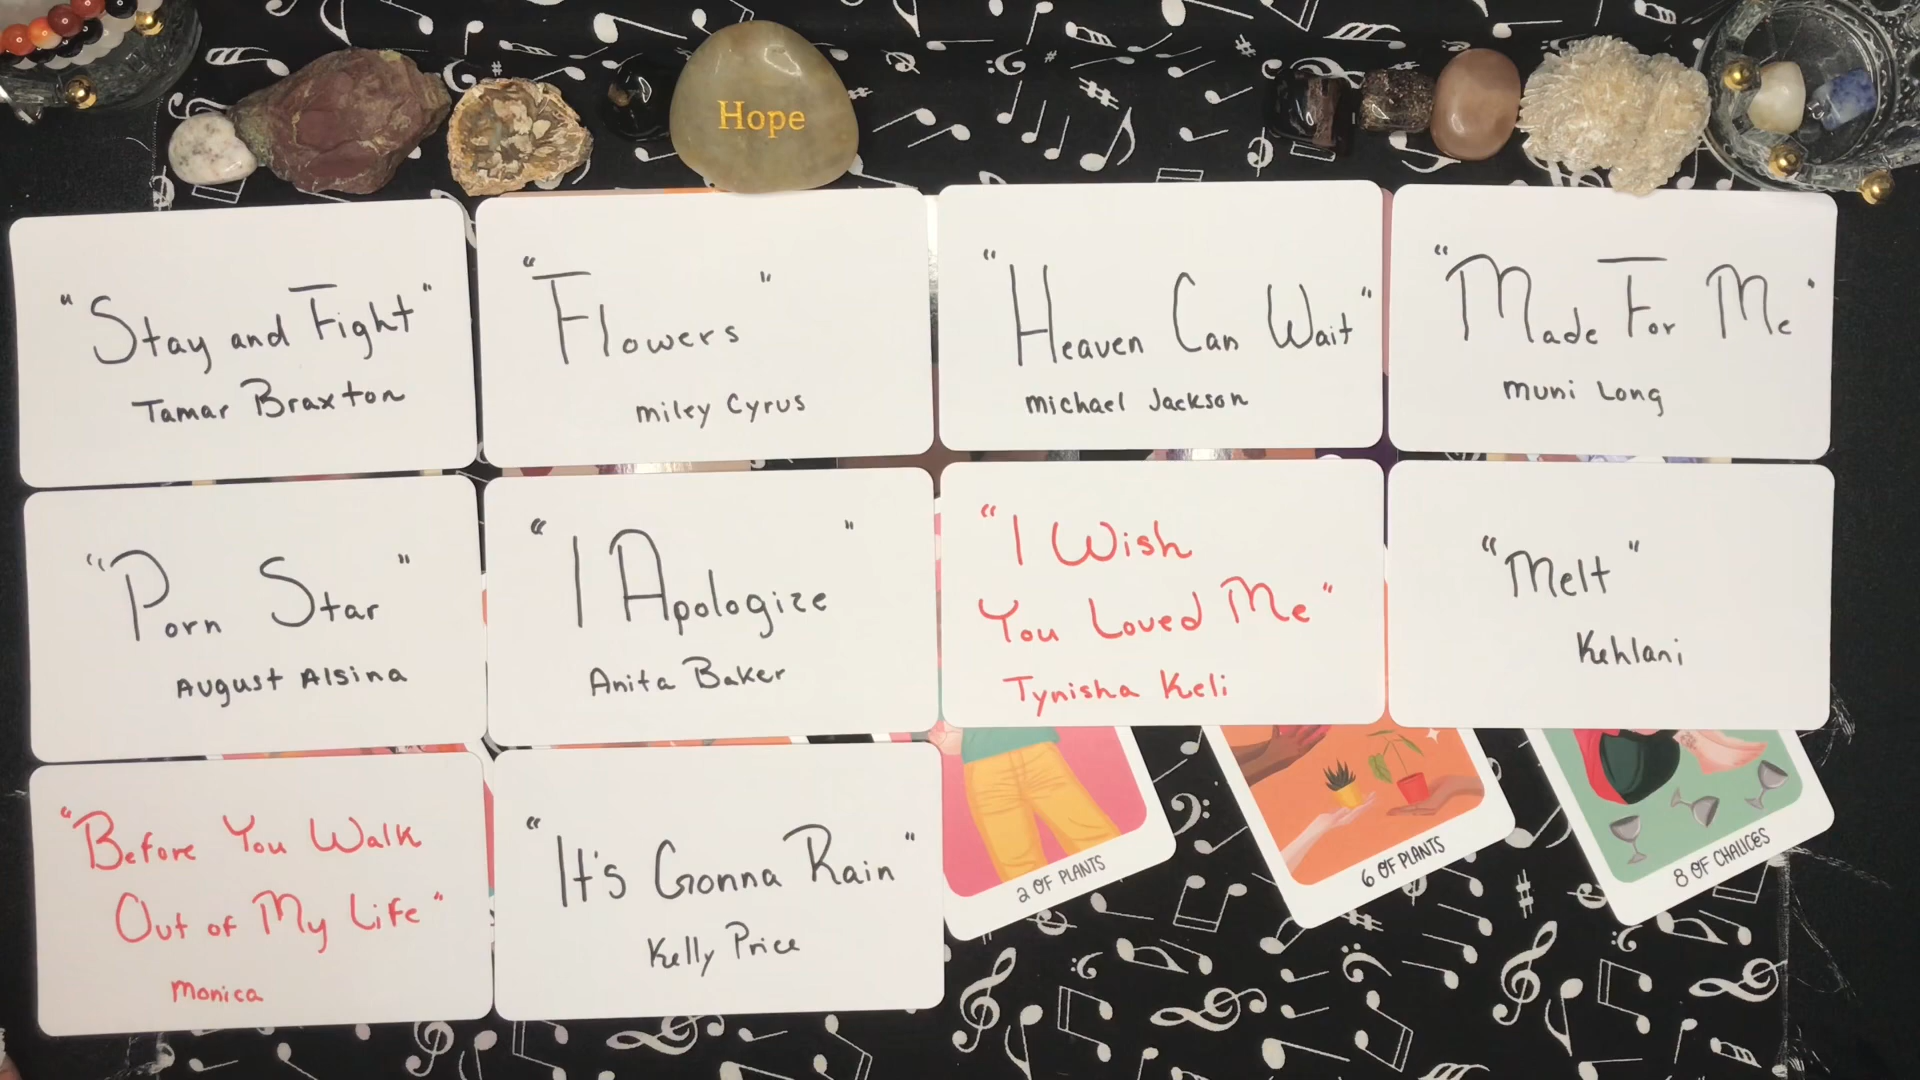 Hope
"Stay and Fight"
Tamar Braxton
"Flowers"
Miley Cyrus
"Heaven Can Wait"
Michael Jackson
"Made For Me"
Muni Long
"Porn Star"
August Alsina
"I Apologize"
Anita Baker
"I Wish
You Loved Me"
Tynisha Keli
"Melt"
Kehlani
"Before You Walk
Out of My Life"
Monica
"It's Gonna Rain"
Kelly Price
2 OF PLANTS
6 OF PLANTS
8 OF CHALICES